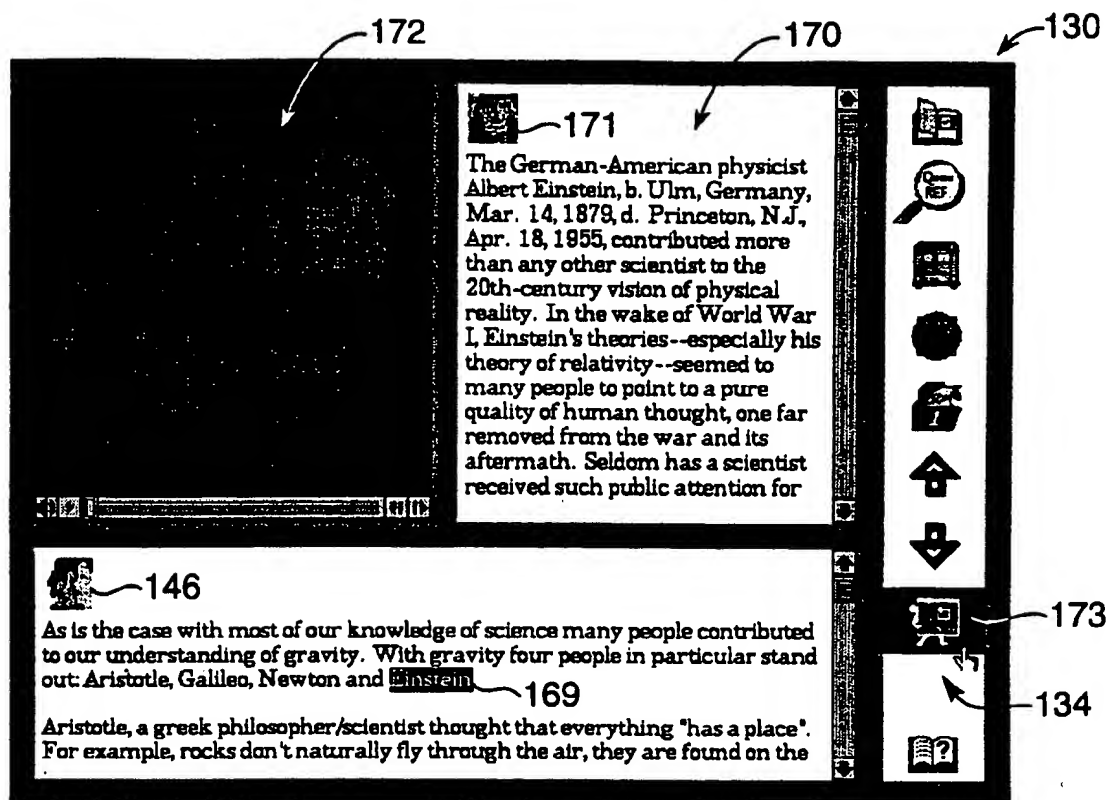 172
170
130
171
The German-American physicist
Albert Einstein, b. Ulm, Germany,
Mar. 14, 1879, d. Princeton, N.J.,
Apr. 18, 1955, contributed more
than any other scientist to the
20th-century vision of physical
reality. In the wake of World War
I, Einstein's theories--especially his
theory of relativity--seemed to
many people to point to a pure
quality of human thought, one far
removed from the war and its
aftermath. Seldom has a scientist
received such public attention for
REF
146
As is the case with most of our knowledge of science many people contributed
to our understanding of gravity. With gravity four people in particular stand
out: Aristotle, Galileo, Newton and Einstein
169
Aristotle, a greek philosopher/scientist thought that everything "has a place".
For example, rocks don't naturally fly through the air, they are found on the
173
134
?